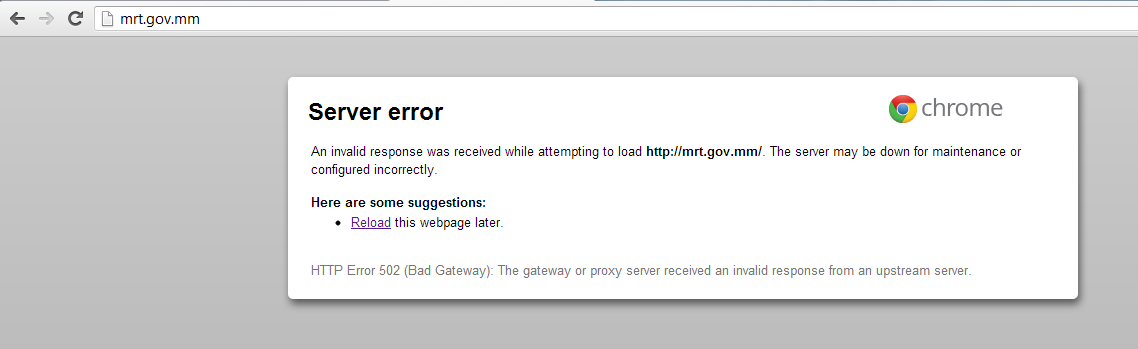 mrt.gov.mm
Server error
chrome
An invalid response was received while attempting to load http://mrt.gov.mm/. The server may be down for maintenance or
configured incorrectly.
Here are some suggestions:
• Reload this webpage later.
HTTP Error 502 (Bad Gateway): The gateway or proxy server received an invalid response from an upstream server.